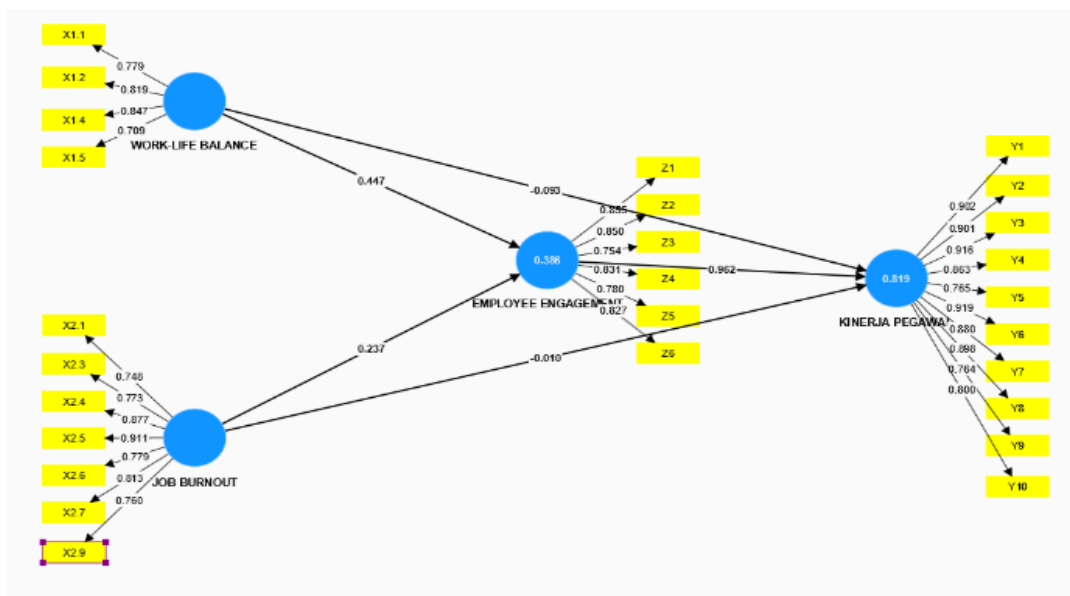 X1.1
0.779
X1.2
0.819
X1.4
0.847
X1.5
0.709
WORK-LIFE BALANCE
0.447
-0.093
X2.1
0.748
X2.3
0.773
X2.4
0.877
X2.5
0.911
X2.6
0.779
X2.7
0.813
X2.9
0.760
JOB BURNOUT
0.237
-0.010
0.386
EMPLOYEE ENGAGEMENT
Z1
0.855
Z2
0.850
Z3
0.754
Z4
0.831
Z5
0.780
Z6
0.827
0.962
0.819
KINERJA PEGAWAI
Y1
0.902
Y2
0.901
Y3
0.916
Y4
0.863
Y5
0.765
Y6
0.919
Y7
0.880
Y8
0.898
Y9
0.764
Y10
0.800